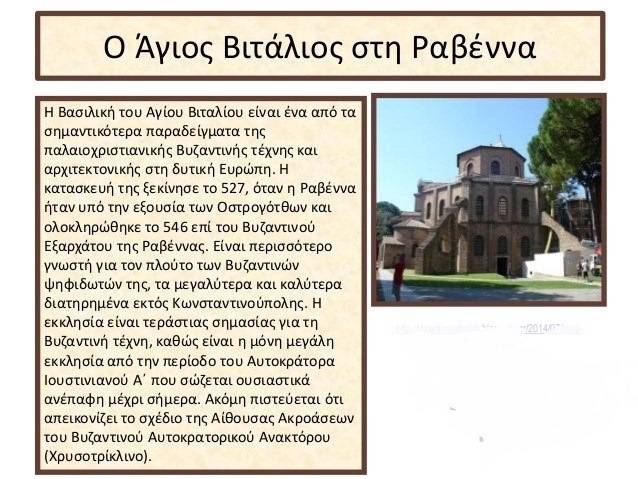 Ο Άγιος Βιτάλιος στη Ραβέννα
Η Βασιλική του Αγίου Βιταλίου είναι ένα από τα
σημαντικότερα παραδείγματα της
παλαιοχριστιανικής Βυζαντινής τέχνης και
αρχιτεκτονικής στη δυτική Ευρώπη. Η
κατασκευή της ξεκίνησε το 527, όταν η Ραβέννα
ήταν υπό την εξουσία των Οστρογότθων και
ολοκληρώθηκε το 546 επί του Βυζαντινού
Εξαρχάτου της Ραβέννας. Είναι περισσότερο
γνωστή για τον πλούτο των Βυζαντινών
ψηφιδωτών της, τα μεγαλύτερα και καλύτερα
διατηρημένα εκτός Κωνσταντινούπολης. Η
εκκλησία είναι τεράστιας σημασίας για τη
Βυζαντινή τέχνη, καθώς είναι η μόνη μεγάλη
εκκλησία από την περίοδο του Αυτοκράτορα
Ιουστινιανού Α΄ που σώζεται ουσιαστικά
ανέπαφη μέχρι σήμερα. Ακόμη πιστεύεται ότι
απεικονίζει το σχέδιο της Αίθουσας Ακροάσεων
του Βυζαντινού Αυτοκρατορικού Ανακτόρου
(Χρυσοτρίκλινο).